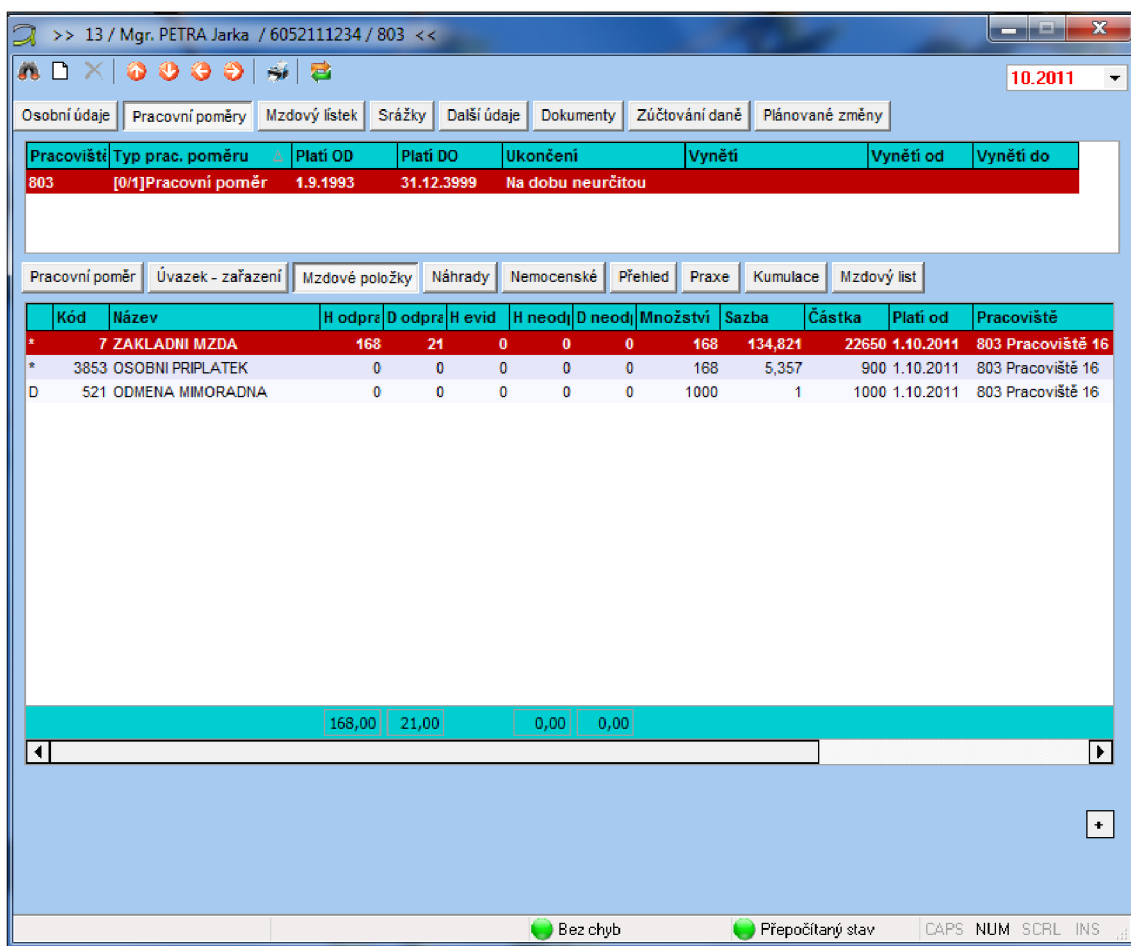 >> 13 / Mgr. PETRA Jarka / 6052111234 / 803 <<
10.2011
Osobní údaje Pracovní poměry Mzdový lístek Srážky Další údaje Dokumenty Zúčtování daně Plánované změny
Pracoviště Typ prac. poměru Platí OD Platí DO Ukončení Vynětí Vynětí od Vynětí do
803 [0/1]Pracovní poměr 1.9.1993 31.12.3999 Na dobu neurčitou
Pracovní poměr Úvazek - zařazení Mzdové položky Náhrady Nemocenské Přehled Praxe Kumulace Mzdový list
Kód Název H odpra D odpra H evid H neodp D neodp Množství Sazba Částka Platí od Pracoviště
* 7 ZAKLADNI MZDA 168 21 0 0 0 168 134,821 22650 1.10.2011 803 Pracoviště 16
* 3853 OSOBNI PRIPLATEK 0 0 0 0 0 168 5,357 900 1.10.2011 803 Pracoviště 16
D 521 ODMENA MIMORADNA 0 0 0 0 0 1000 1 1000 1.10.2011 803 Pracoviště 16
168,00 21,00 0,00 0,00
+
Bez chyb Přepočítaný stav CAPS NUM SCRL INS